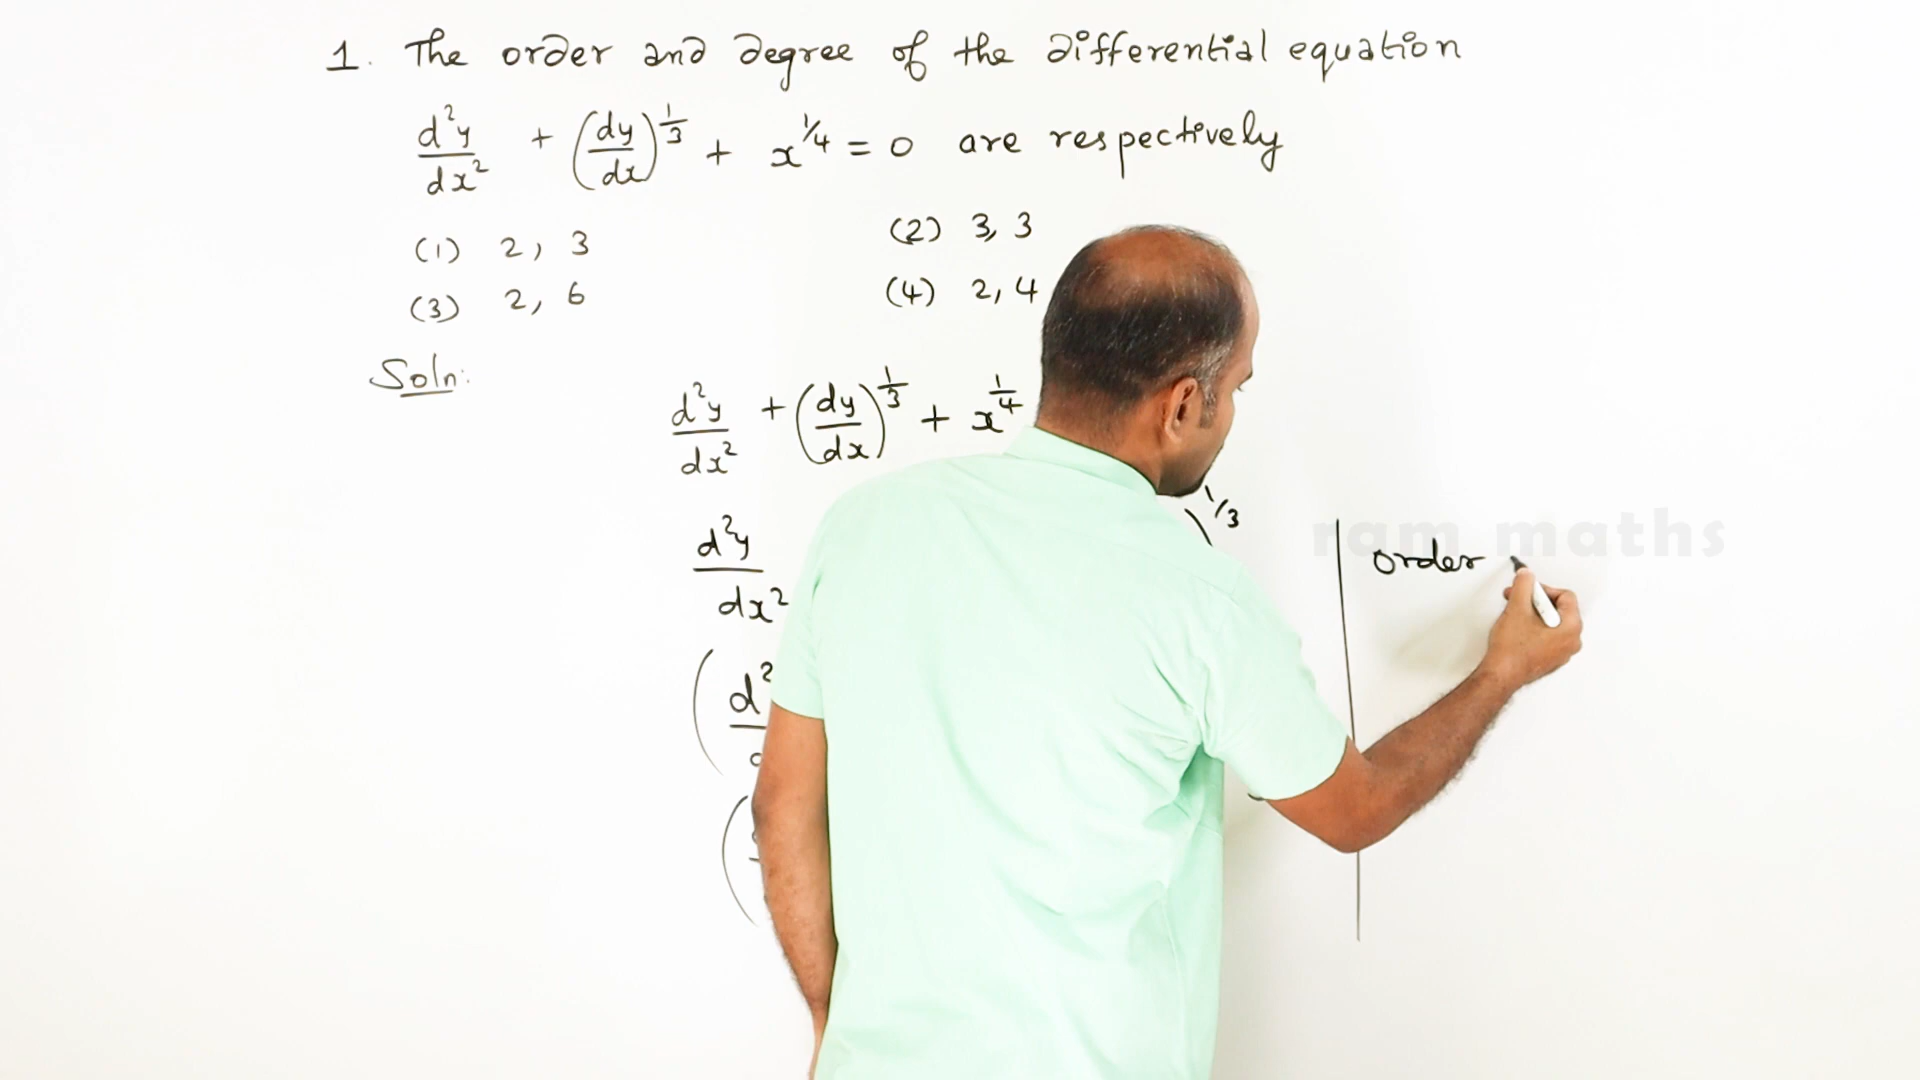 1. The order and degree of the differential equation
d²y/dx² + (dy/dx)^1/3 + x^1/4 = 0 are respectively
(1) 2, 3 (2) 3, 3
(3) 2, 6 (4) 2, 4
Soln:
d²y/dx² + (dy/dx)^1/3 + x^1/4
d²y/dx² )^1/3
ram maths
order
(d²
(